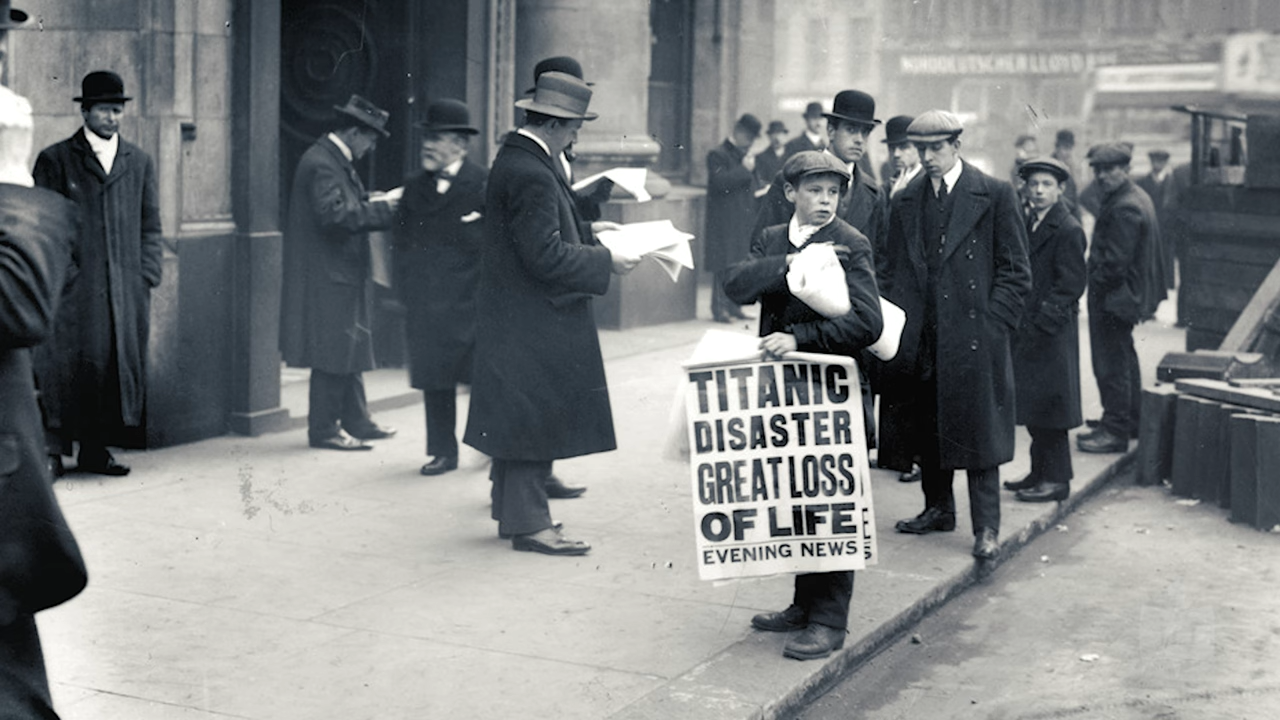 NORDDEUTSCHER LLOYD
TITANIC
DISASTER
GREAT LOSS
OF LIFE
EVENING NEWS